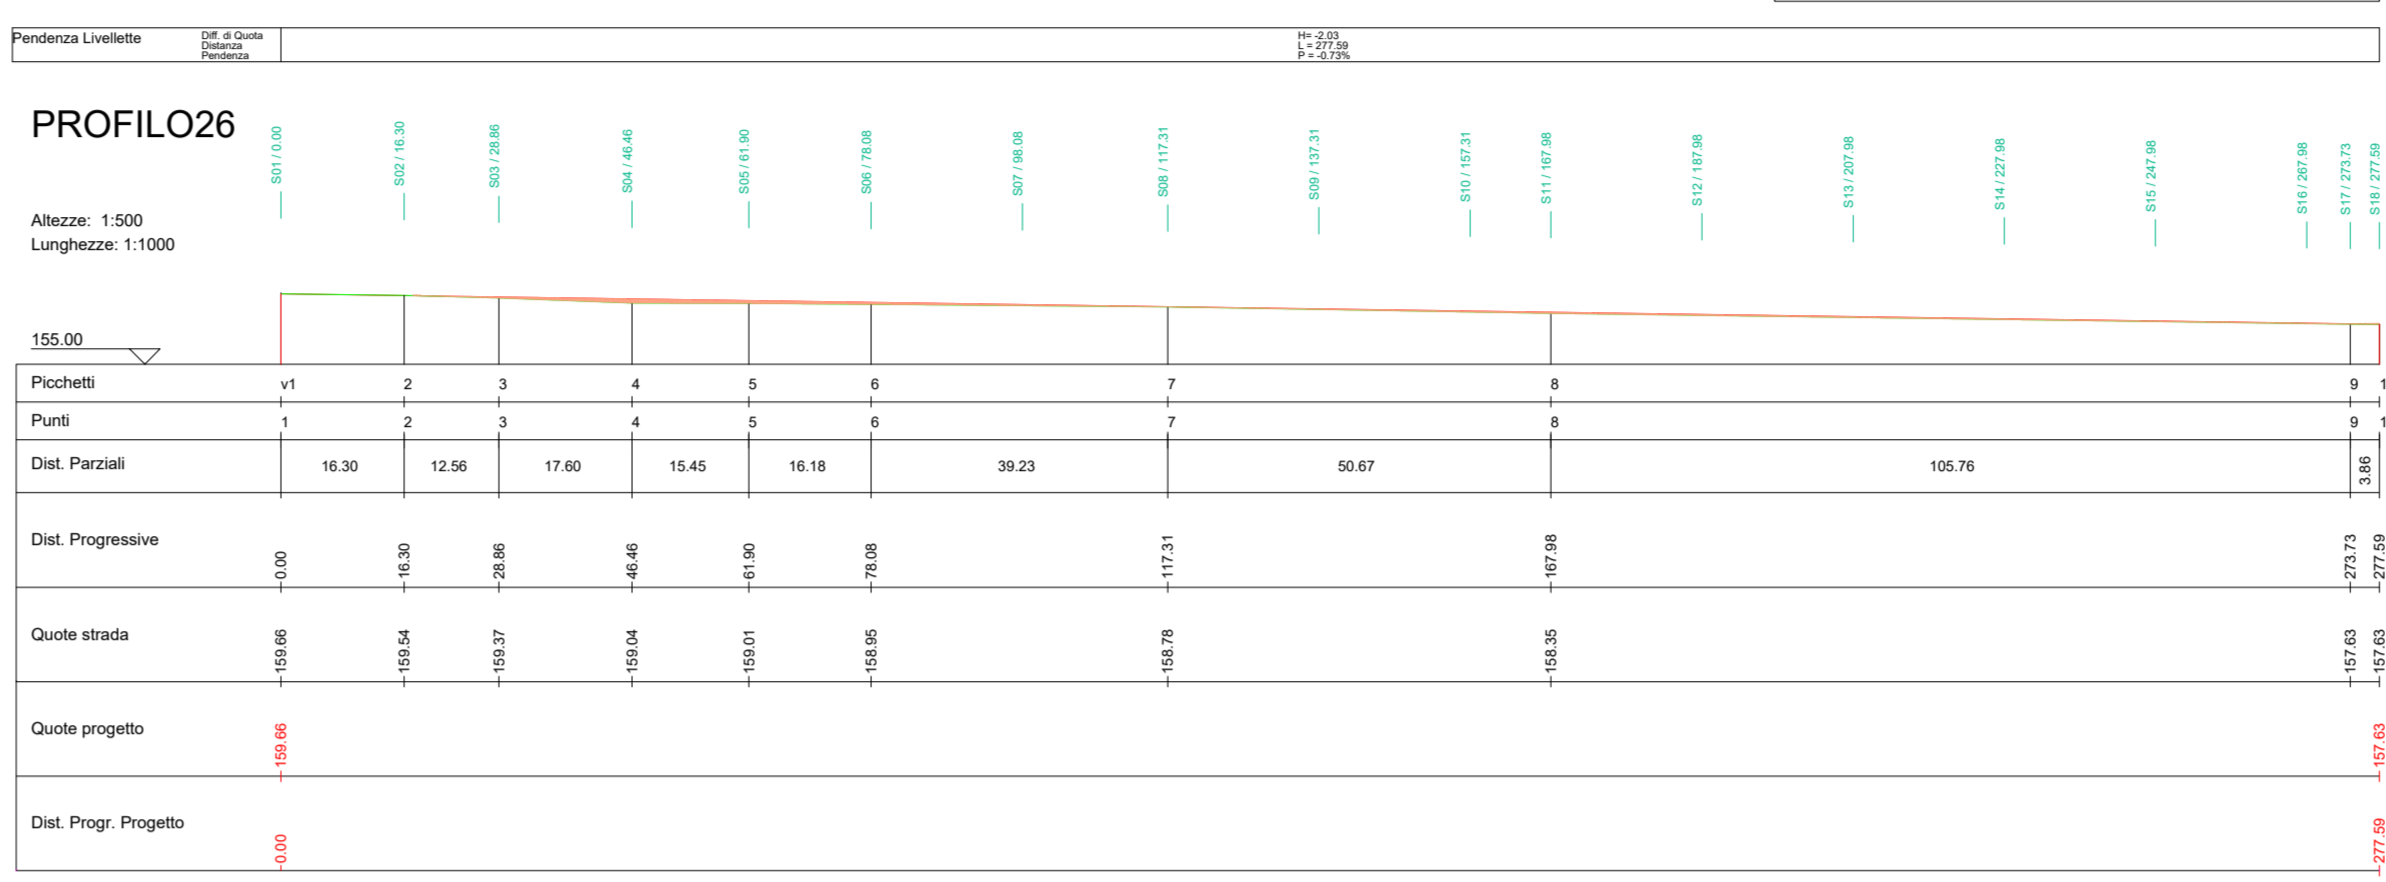 Pendenza Livellette
Diff. di Quota
Distanza
Pendenza
H= -2.03
L = 277.59
P = -0.73%
PROFILO26
S01 / 0.00
S02 / 16.30
S03 / 28.86
S04 / 46.46
S05 / 61.90
S06 / 78.08
S07 / 98.08
S08 / 117.31
S09 / 137.31
S10 / 157.31
S11 / 167.98
S12 / 187.98
S13 / 207.98
S14 / 227.98
S15 / 247.98
S16 / 267.98
S17 / 273.73
S18 / 277.59
Altezze: 1:500
Lunghezze: 1:1000
155.00
Picchetti v1 2 3 4 5 6 7 8 9 1
Punti 1 2 3 4 5 6 7 8 9 1
Dist. Parziali 16.30 12.56 17.60 15.45 16.18 39.23 50.67 105.76 3.86
Dist. Progressive 0.00 16.30 28.86 46.46 61.90 78.08 117.31 167.98 273.73 277.59
Quote strada 159.66 159.54 159.37 159.04 159.01 158.95 158.78 158.35 157.63 157.63
Quote progetto 159.66 157.63
Dist. Progr. Progetto 0.00 277.59